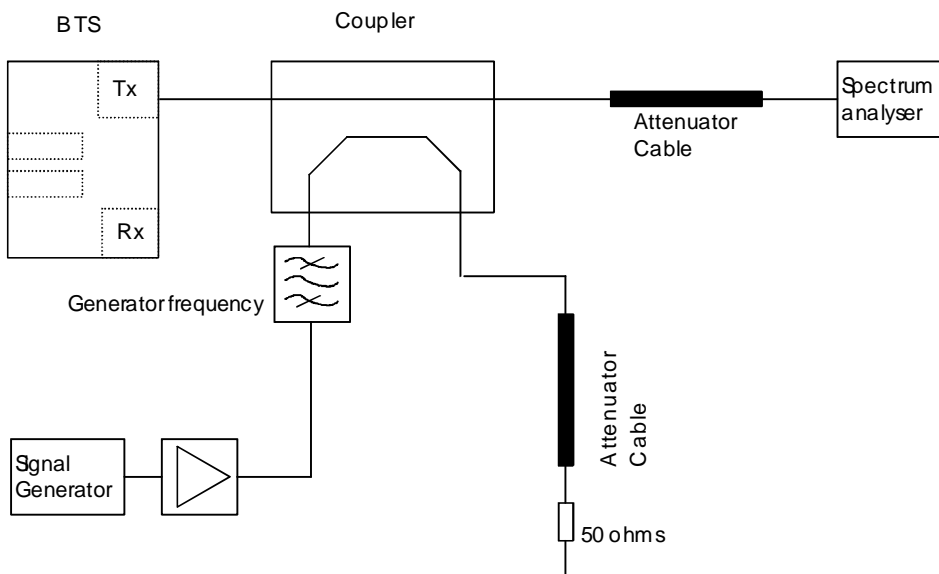 BTS
Coupler
Tx
Spectrum
analyser
Attenuator
Cable
Rx
Generator frequency
Attenuator
Cable
Signal
Generator
50 ohms